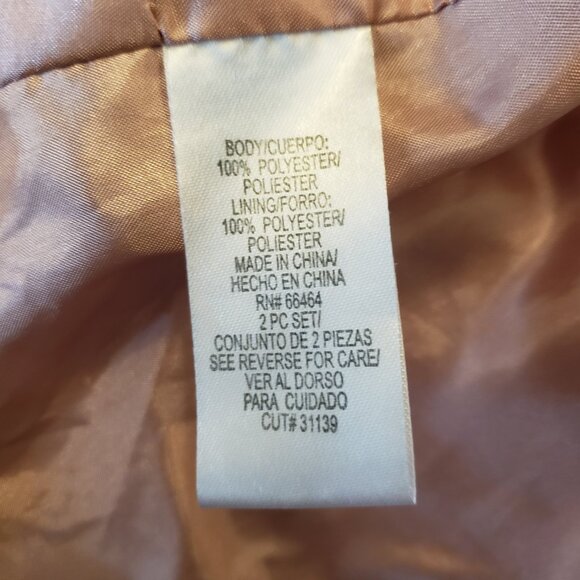 BODY/CUERPO:
100% POLYESTER/
POLIESTER
LINING/FORRO:
100% POLYESTER/
POLIESTER
MADE IN CHINA/
HECHO EN CHINA
RN# 66464
2 PC SET/
CONJUNTO DE 2 PIEZAS
SEE REVERSE FOR CARE/
VER AL DORSO
PARA CUIDADO
CUT# 31139